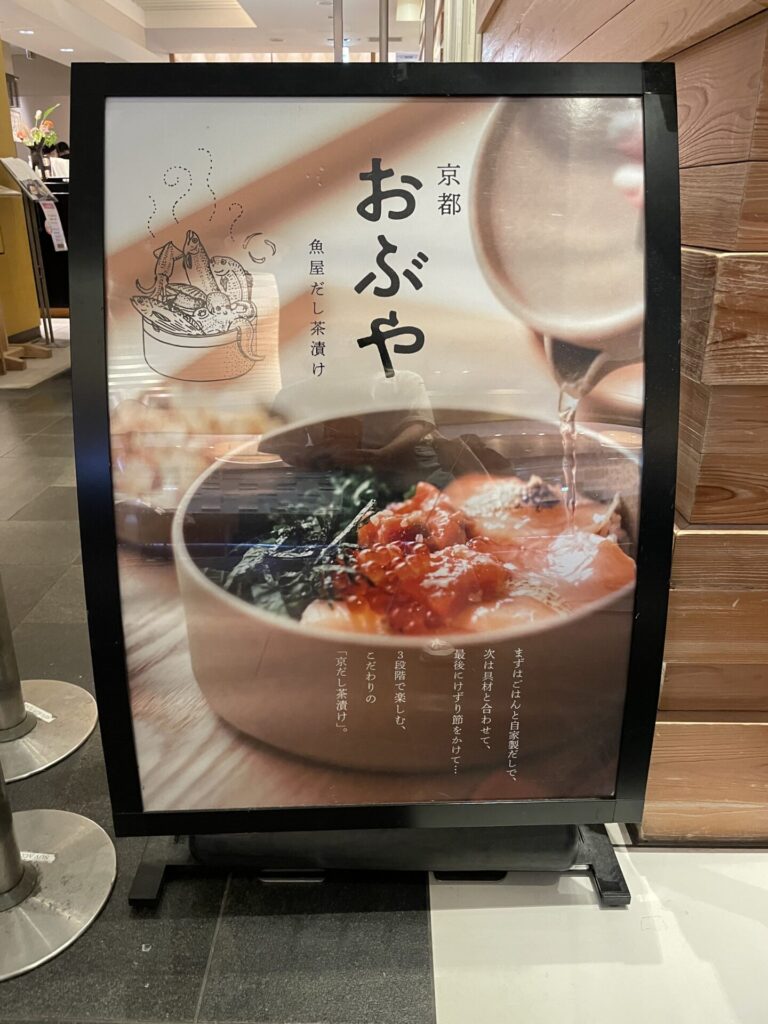 京都
おぶや
魚屋だし茶漬け
まずはごはんと自家製だしで、
次は具材と合わせて、
最後にけずり節をかけて…
3段階で楽しむ、
こだわりの
「京だし茶漬け」。